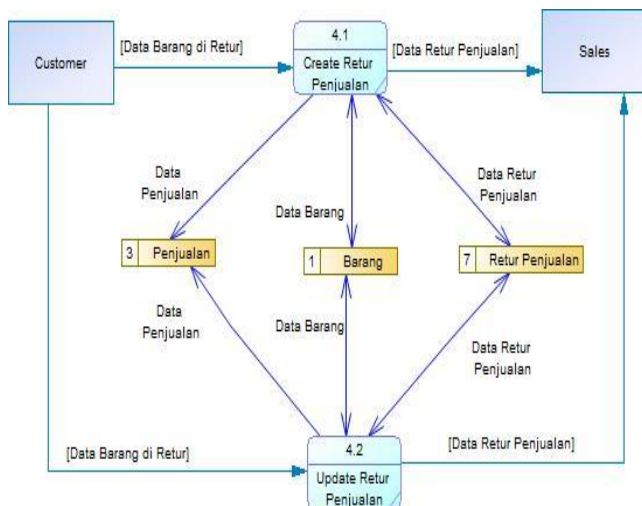 4.1
[Data Barang di Retur]
[Data Retur Penjualan]
Customer
Create Retur
Penjualan
Sales
Data
Penjualan
Data Barang
Data Retur
Penjualan
3 Penjualan
1 Barang
7 Retur Penjualan
Data
Penjualan
Data Barang
Data Retur
Penjualan
4.2
[Data Barang di Retur]
[Data Retur Penjualan]
Update Retur
Penjualan